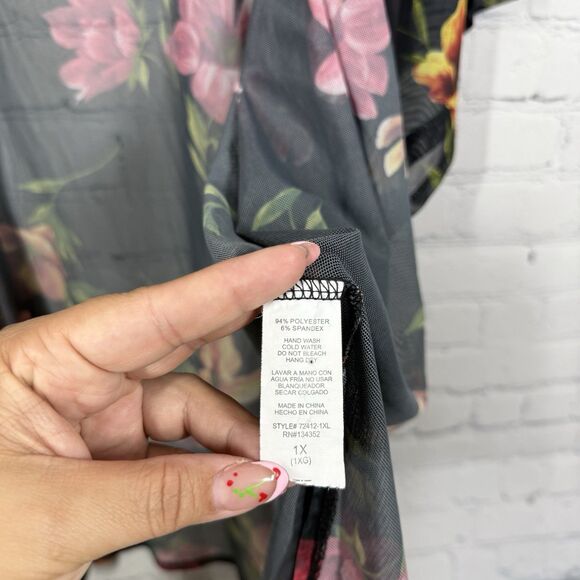 94% POLYESTER
6% SPANDEX
HAND WASH
COLD WATER
DO NOT BLEACH
HANG DRY
LAVAR A MANO CON
AGUA FRIA NO USAR
BLANQUEADOR
SECAR COLGADO
MADE IN CHINA
HECHO EN CHINA
STYLE# 72412-1XL
RN#134352
1X
(1XG)